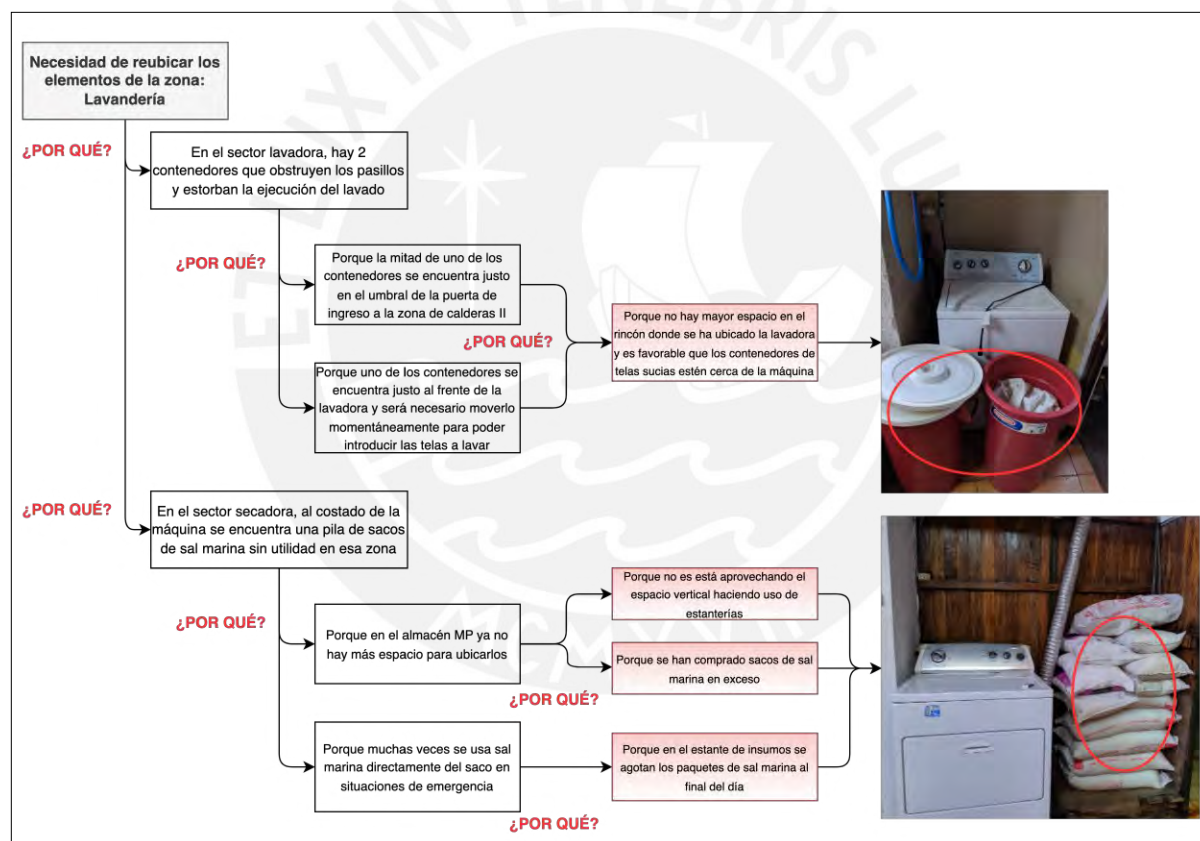 Necesidad de reubicar los
elementos de la zona:
Lavandería
¿POR QUÉ?
En el sector lavadora, hay 2
contenedores que obstruyen los pasillos
y estorban la ejecución del lavado
¿POR QUÉ?
Porque la mitad de uno de los
contenedores se encuentra justo
en el umbral de la puerta de
ingreso a la zona de calderas II
Porque uno de los contenedores se
encuentra justo al frente de la
lavadora y será necesario moverlo
momentáneamente para poder
introducir las telas a lavar
¿POR QUÉ?
Porque no hay mayor espacio en el
rincón donde se ha ubicado la lavadora
y es favorable que los contenedores de
telas sucias estén cerca de la máquina
¿POR QUÉ?
En el sector secadora, al costado de la
máquina se encuentra una pila de sacos
de sal marina sin utilidad en esa zona
¿POR QUÉ?
Porque en el almacén MP ya no
hay más espacio para ubicarlos
Porque no es está aprovechando el
espacio vertical haciendo uso de
estanterías
Porque se han comprado sacos de sal
marina en exceso
¿POR QUÉ?
Porque muchas veces se usa sal
marina directamente del saco en
situaciones de emergencia
Porque en el estante de insumos se
agotan los paquetes de sal marina al
final del día
¿POR QUÉ?
ET LUX IN TENEBRIS LU